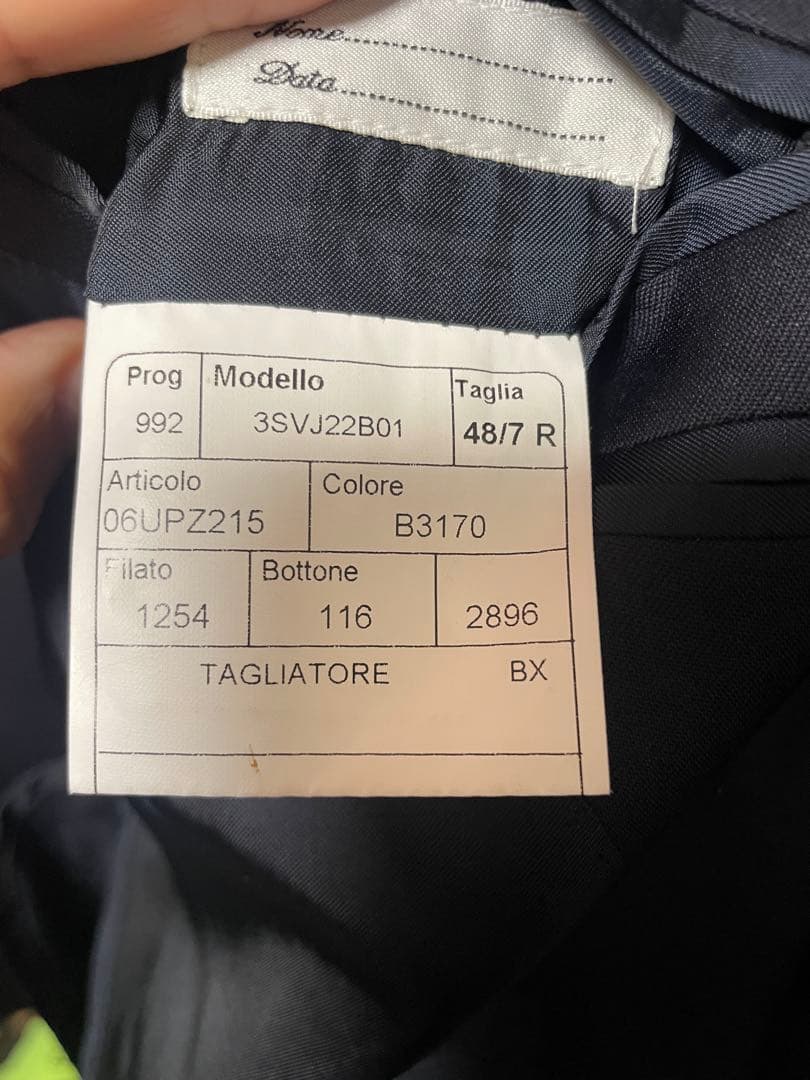 Nome
Data
Prog Modello Taglia
992 3SVJ22B01 48/7 R
Articolo Colore
06UPZ215 B3170
Filato Bottone
1254 116 2896
TAGLIATORE BX